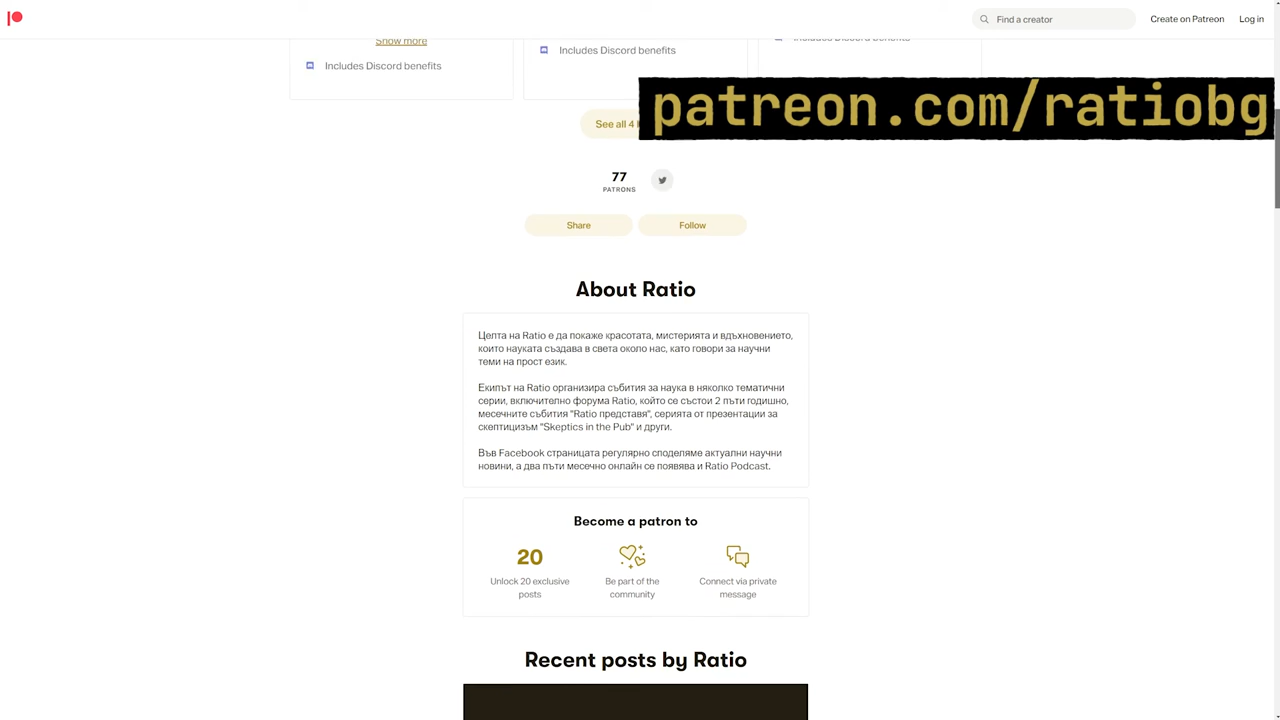 Find a creator
Create on Patreon
Log in
Show more
Includes Discord benefits
Includes Discord benefits
Includes Discord benefits
See all 4
patreon.com/ratiobg
77
PATRONS
Share
Follow
About Ratio
Целта на Ratio е да покаже красотата, мистерията и вдъхновението,
които науката създава в света около нас, като говори за научни
теми на прост език.
Екипът на Ratio организира събития за наука в няколко тематични
серии, включително форума Ratio, който се състои 2 пъти годишно,
месечните събития "Ratio представя", серията от презентации за
скептицизъм "Skeptics in the Pub" и други.
Във Facebook страницата регулярно споделяме актуални научни
новини, а два пъти месечно онлайн се появява и Ratio Podcast.
Become a patron to
20
Unlock 20 exclusive
posts
Be part of the
community
Connect via private
message
Recent posts by Ratio